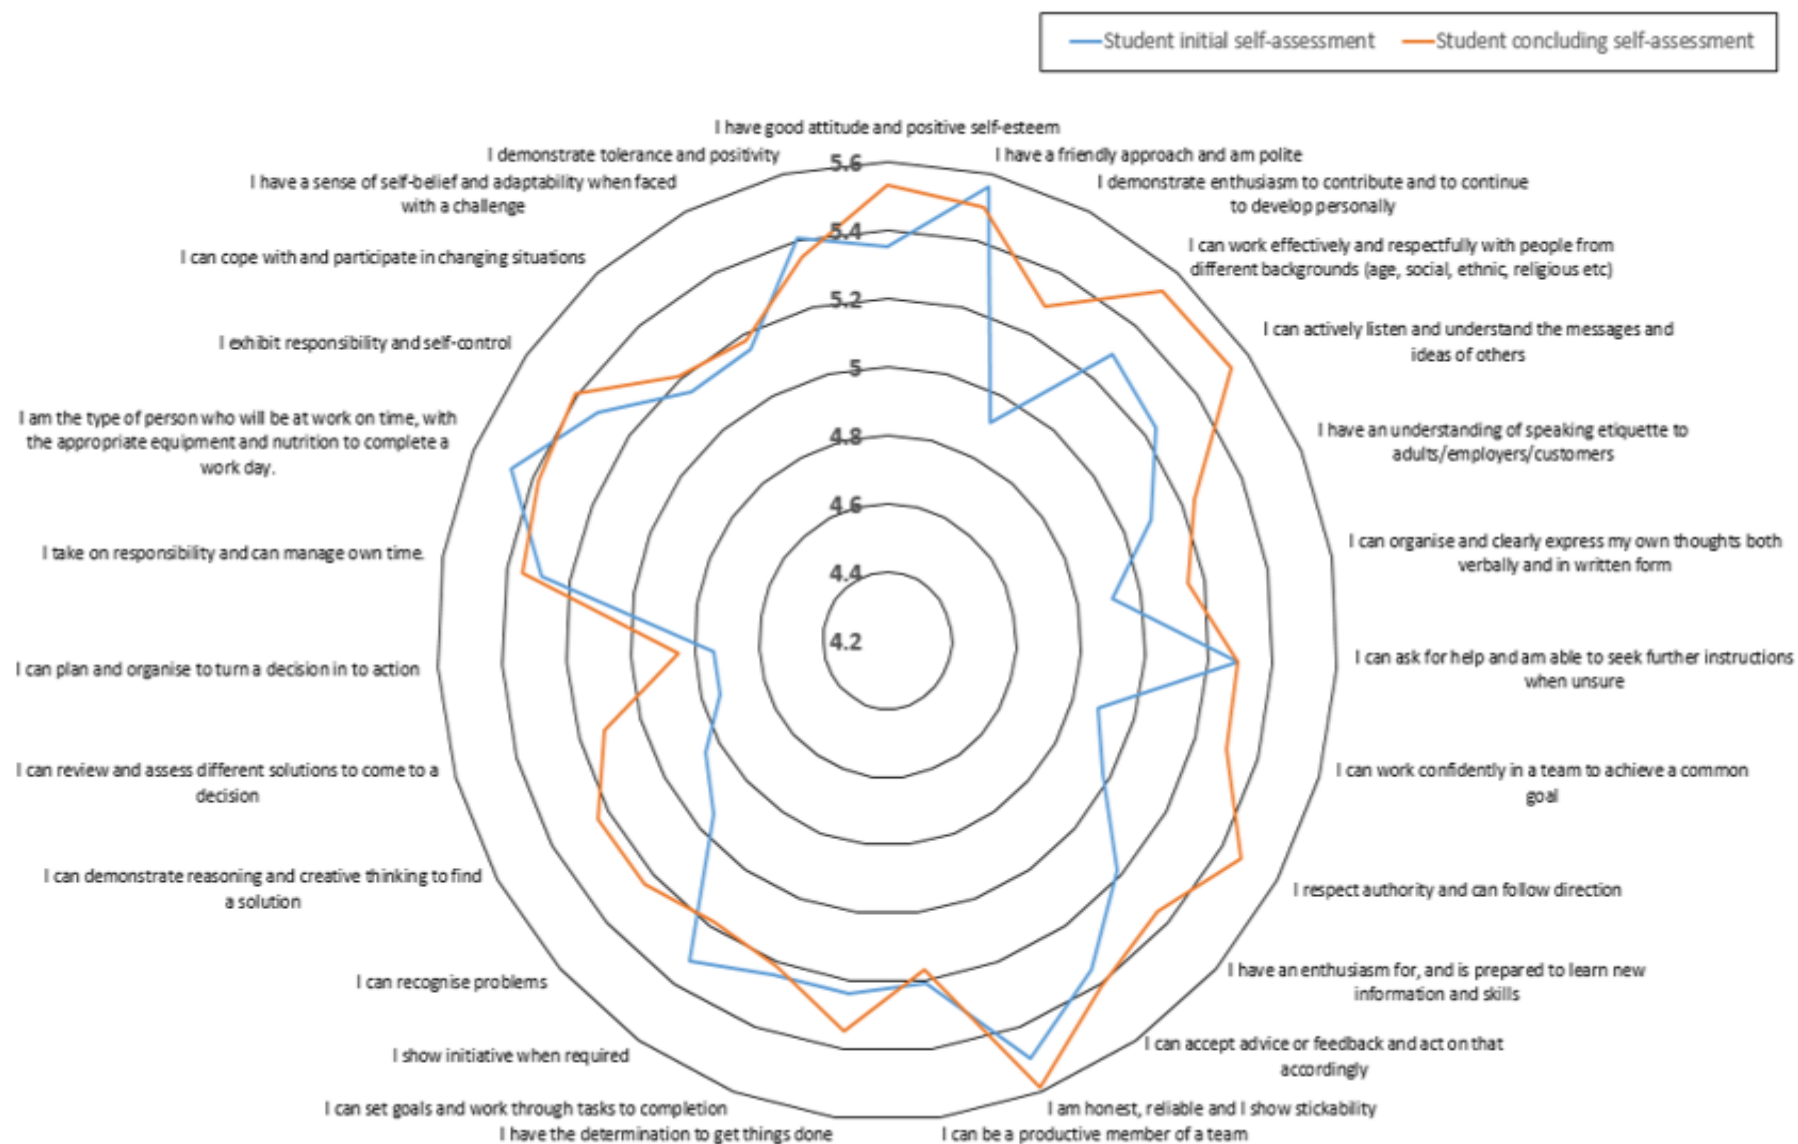 Student initial self-assessment
Student concluding self-assessment
I have good attitude and positive self-esteem
I have a friendly approach and am polite
I demonstrate enthusiasm to contribute and to continue
to develop personally
I can work effectively and respectfully with people from
different backgrounds (age, social, ethnic, religious etc)
I can actively listen and understand the messages and
ideas of others
I have an understanding of speaking etiquette to
adults/employers/customers
I can organise and clearly express my own thoughts both
verbally and in written form
I can ask for help and am able to seek further instructions
when unsure
I can work confidently in a team to achieve a common
goal
I respect authority and can follow direction
I have an enthusiasm for, and is prepared to learn new
information and skills
I can accept advice or feedback and act on that
accordingly
I am honest, reliable and I show stickability
I can be a productive member of a team
I have the determination to get things done
I can set goals and work through tasks to completion
I show initiative when required
I can recognise problems
I can demonstrate reasoning and creative thinking to find
a solution
I can review and assess different solutions to come to a
decision
I can plan and organise to turn a decision in to action
I take on responsibility and can manage own time.
I am the type of person who will be at work on time, with
the appropriate equipment and nutrition to complete a
work day.
I exhibit responsibility and self-control
I can cope with and participate in changing situations
I have a sense of self-belief and adaptability when faced
with a challenge
I demonstrate tolerance and positivity
5.6
5.4
5.2
5
4.8
4.6
4.4
4.2